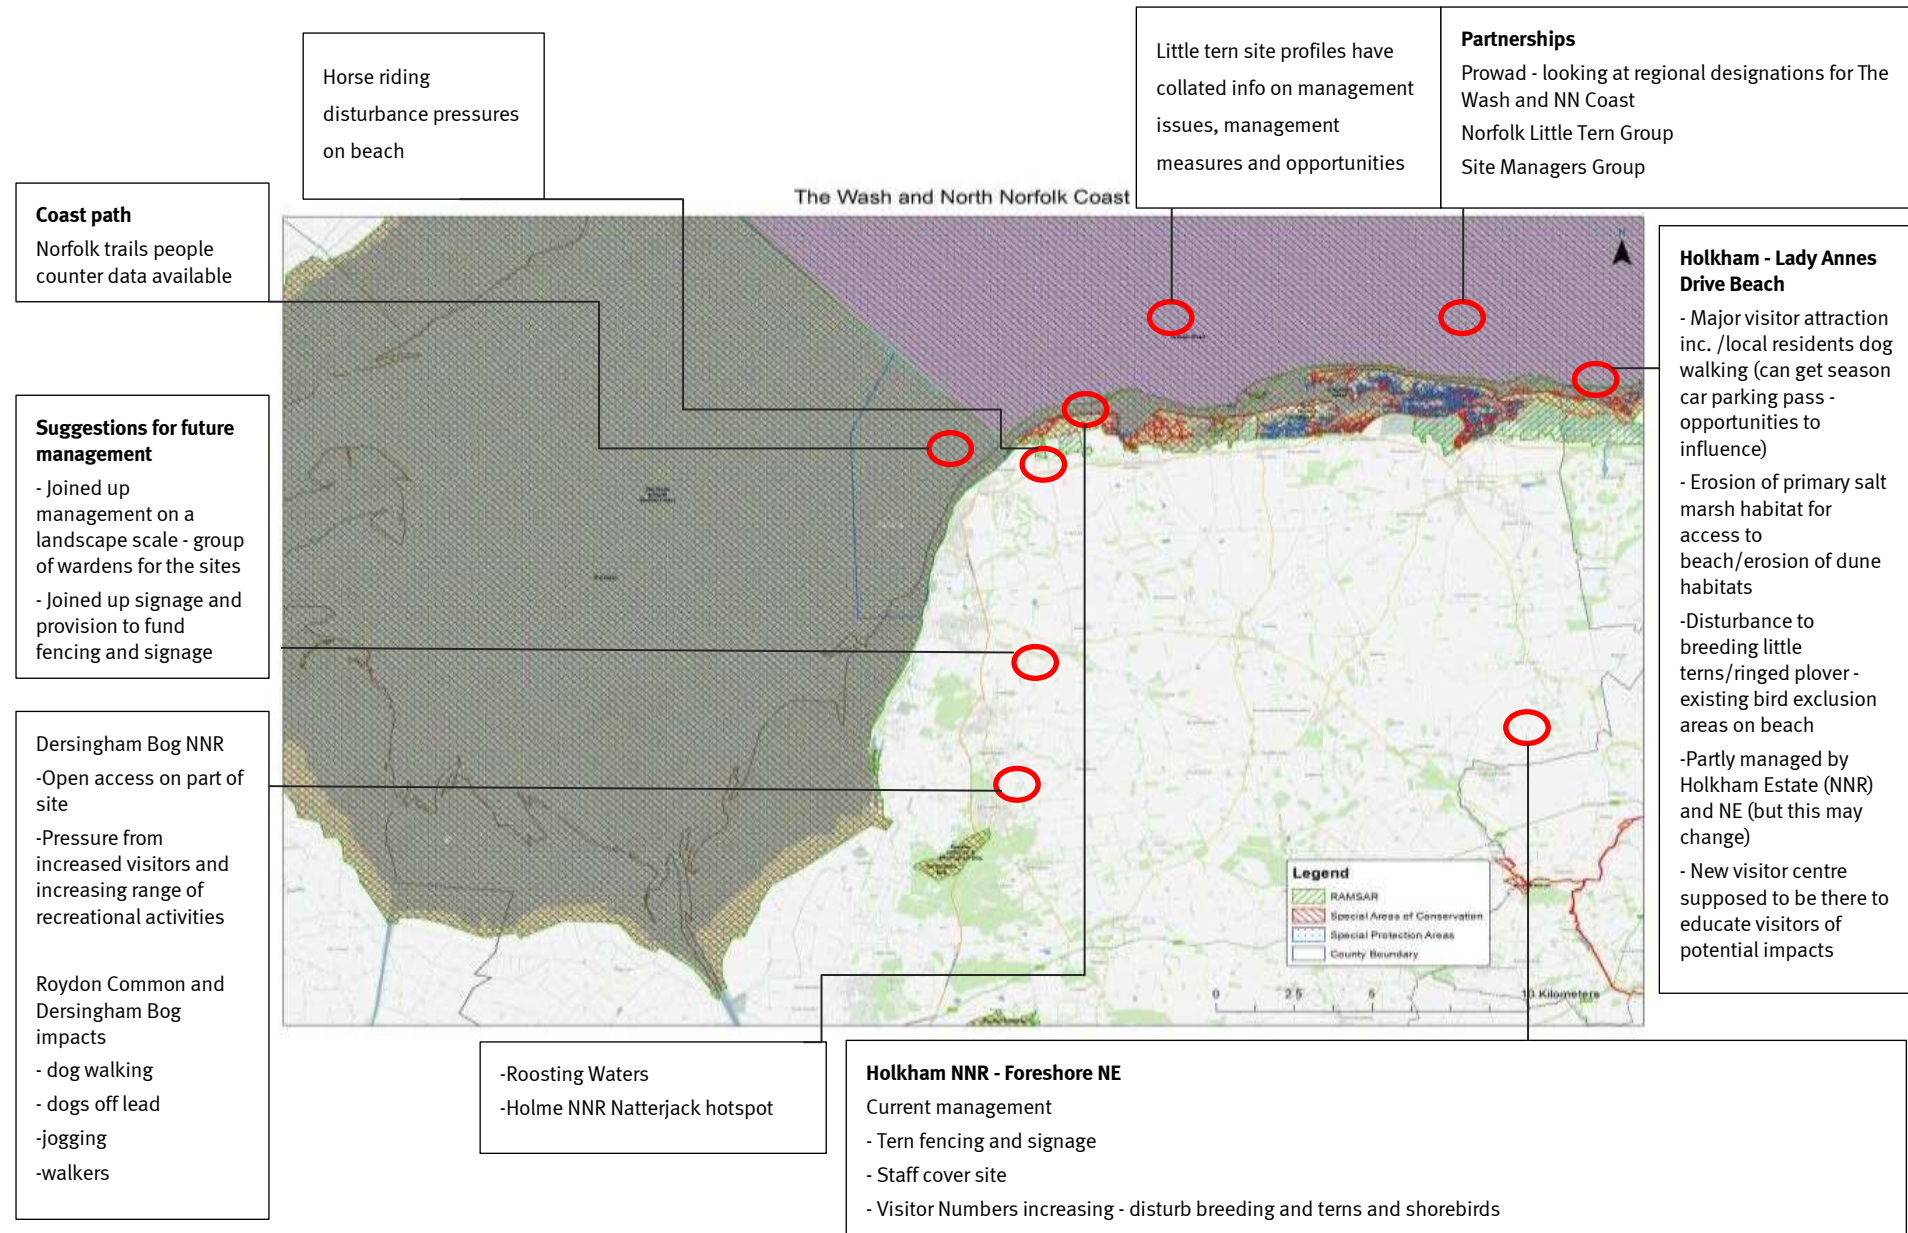 Horse riding
disturbance pressures
on beach
Little tern site profiles have
collated info on management
issues, management
measures and opportunities
Partnerships
Prowad - looking at regional designations for The
Wash and NN Coast
Norfolk Little Tern Group
Site Managers Group
Coast path
Norfolk trails people
counter data available
The Wash and North Norfolk Coast
N
Holkham - Lady Annes
Drive Beach
- Major visitor attraction
inc. /local residents dog
walking (can get season
car parking pass -
opportunities to
influence)
- Erosion of primary salt
marsh habitat for
access to
beach/erosion of dune
habitats
-Disturbance to
breeding little
terns/ringed plover -
existing bird exclusion
areas on beach
-Partly managed by
Holkham Estate (NNR)
and NE (but this may
change)
- New visitor centre
supposed to be there to
educate visitors of
potential impacts
Suggestions for future
management
- Joined up
management on a
landscape scale - group
of wardens for the sites
- Joined up signage and
provision to fund
fencing and signage
Dersingham Bog NNR
-Open access on part of
site
-Pressure from
increased visitors and
increasing range of
recreational activities
Roydon Common and
Dersingham Bog
impacts
- dog walking
- dogs off lead
-jogging
-walkers
Legend
RAMSAR
Special Areas of Conservation
Special Protection Areas
County Boundary
0 2.5 5 10 Kilometers
-Roosting Waters
-Holme NNR Natterjack hotspot
Holkham NNR - Foreshore NE
Current management
- Tern fencing and signage
- Staff cover site
- Visitor Numbers increasing - disturb breeding and terns and shorebirds